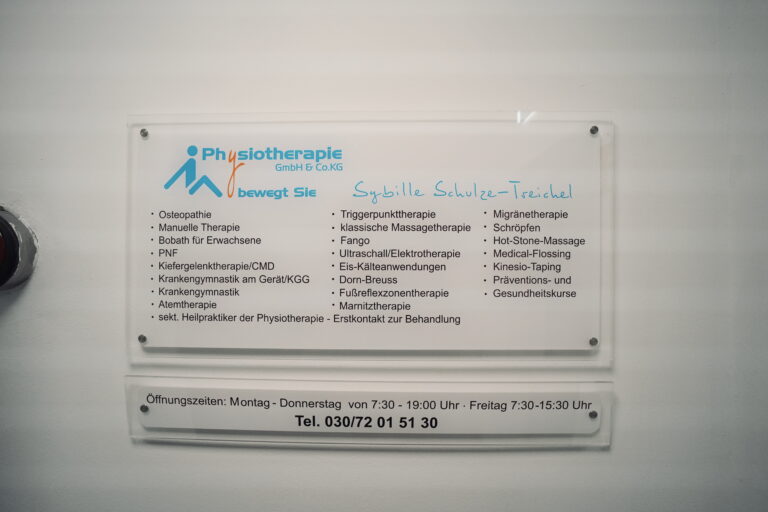 Physiotherapie
GmbH & Co.KG
bewegt Sie
Sybille Schulze-Treichel
• Osteopathie
• Manuelle Therapie
• Bobath für Erwachsene
• PNF
• Kiefergelenktherapie/CMD
• Krankengymnastik am Gerät/KGG
• Krankengymnastik
• Atemtherapie
• sekt. Heilpraktiker der Physiotherapie - Erstkontakt zur Behandlung
• Triggerpunkttherapie
• klassische Massagetherapie
• Fango
• Ultraschall/Elektrotherapie
• Eis-Kälteanwendungen
• Dorn-Breuss
• Fußreflexzonentherapie
• Marnitztherapie
• Migränetherapie
• Schröpfen
• Hot-Stone-Massage
• Medical-Flossing
• Kinesio-Taping
• Präventions- und
• Gesundheitskurse
Öffnungszeiten: Montag - Donnerstag von 7:30 - 19:00 Uhr · Freitag 7:30-15:30 Uhr
Tel. 030/72 01 51 30